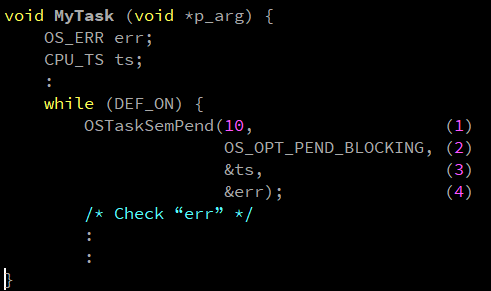 void MyTask (void *p_arg) {
    OS_ERR err;
    CPU_TS ts;
    :
    while (DEF_ON) {
        OSTaskSemPend(10,                   (1)
                      OS_OPT_PEND_BLOCKING, (2)
                      &ts,                  (3)
                      &err);                (4)
        /* Check “err” */
        :
        :
}